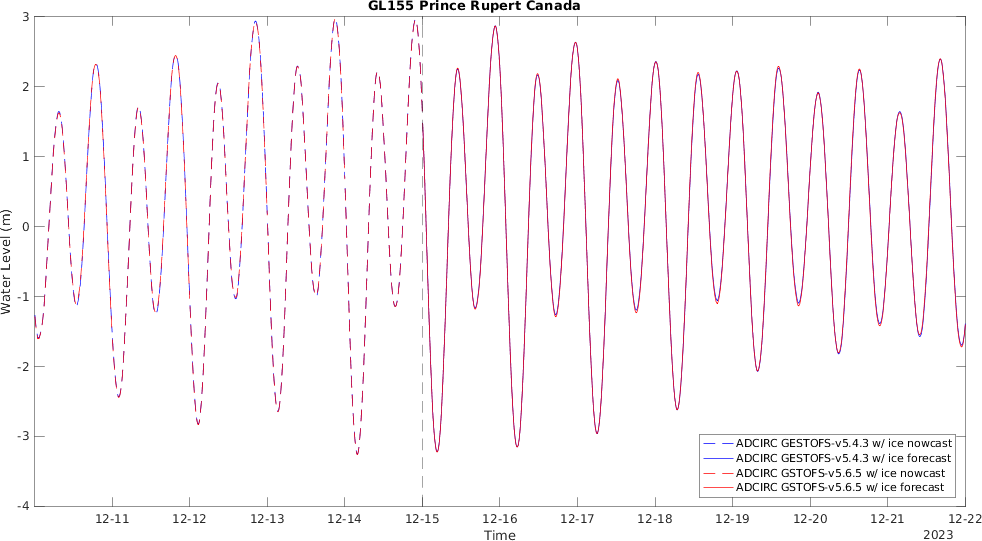 GL155 Prince Rupert Canada
3
2
1
0
-1
-2
-3
-4
Water Level (m)
ADCIRC GESTOFS-v5.4.3 w/ ice nowcast
ADCIRC GESTOFS-v5.4.3 w/ ice forecast
ADCIRC GSTOFS-v5.6.5 w/ ice nowcast
ADCIRC GSTOFS-v5.6.5 w/ ice forecast
12-11 12-12 12-13 12-14 12-15 12-16 12-17 12-18 12-19 12-20 12-21 12-22
Time
2023